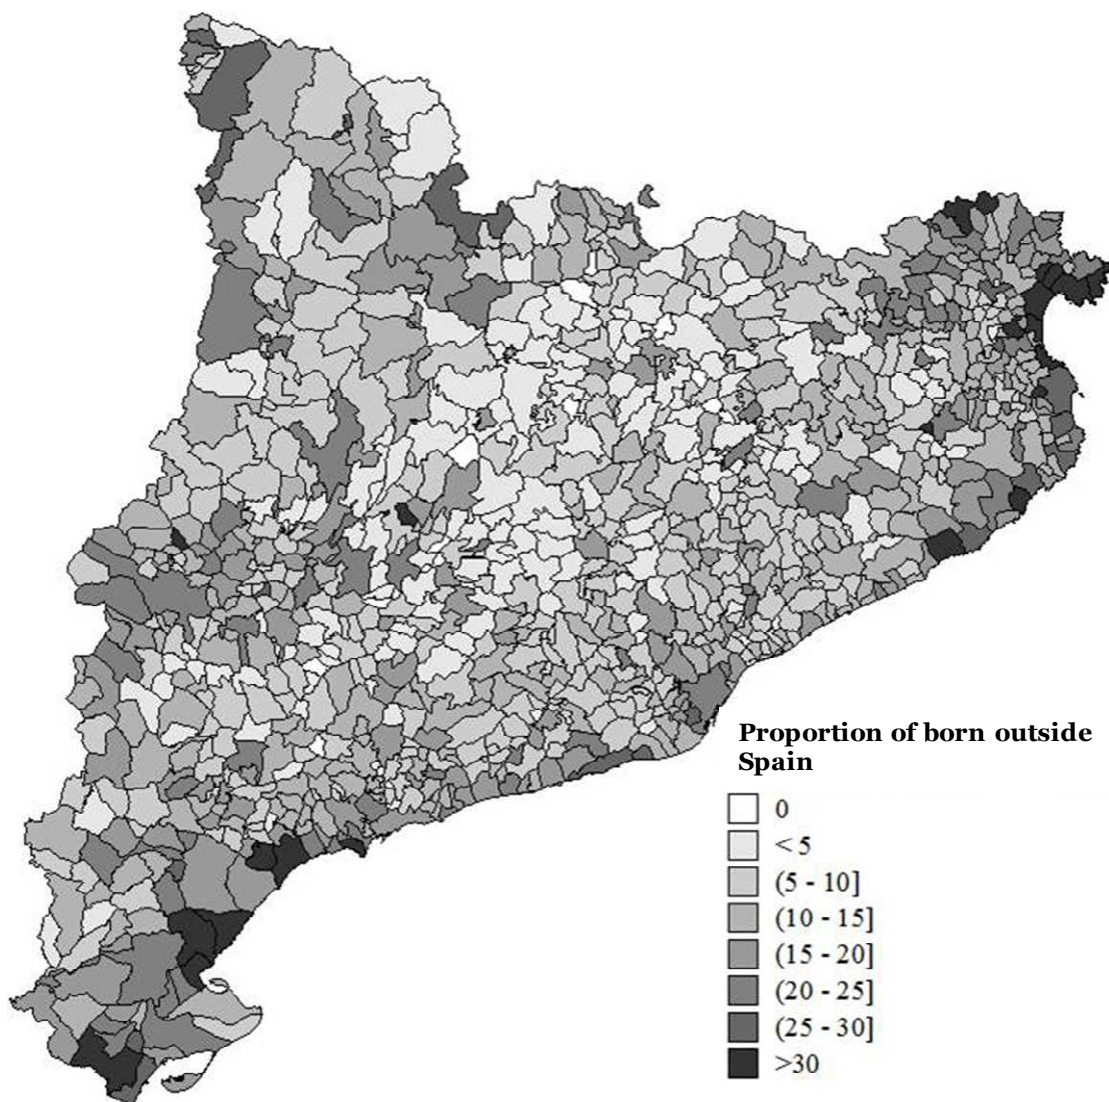 Proportion of born outside
Spain
0
< 5
(5 - 10]
(10 - 15]
(15 - 20]
(20 - 25]
(25 - 30]
>30